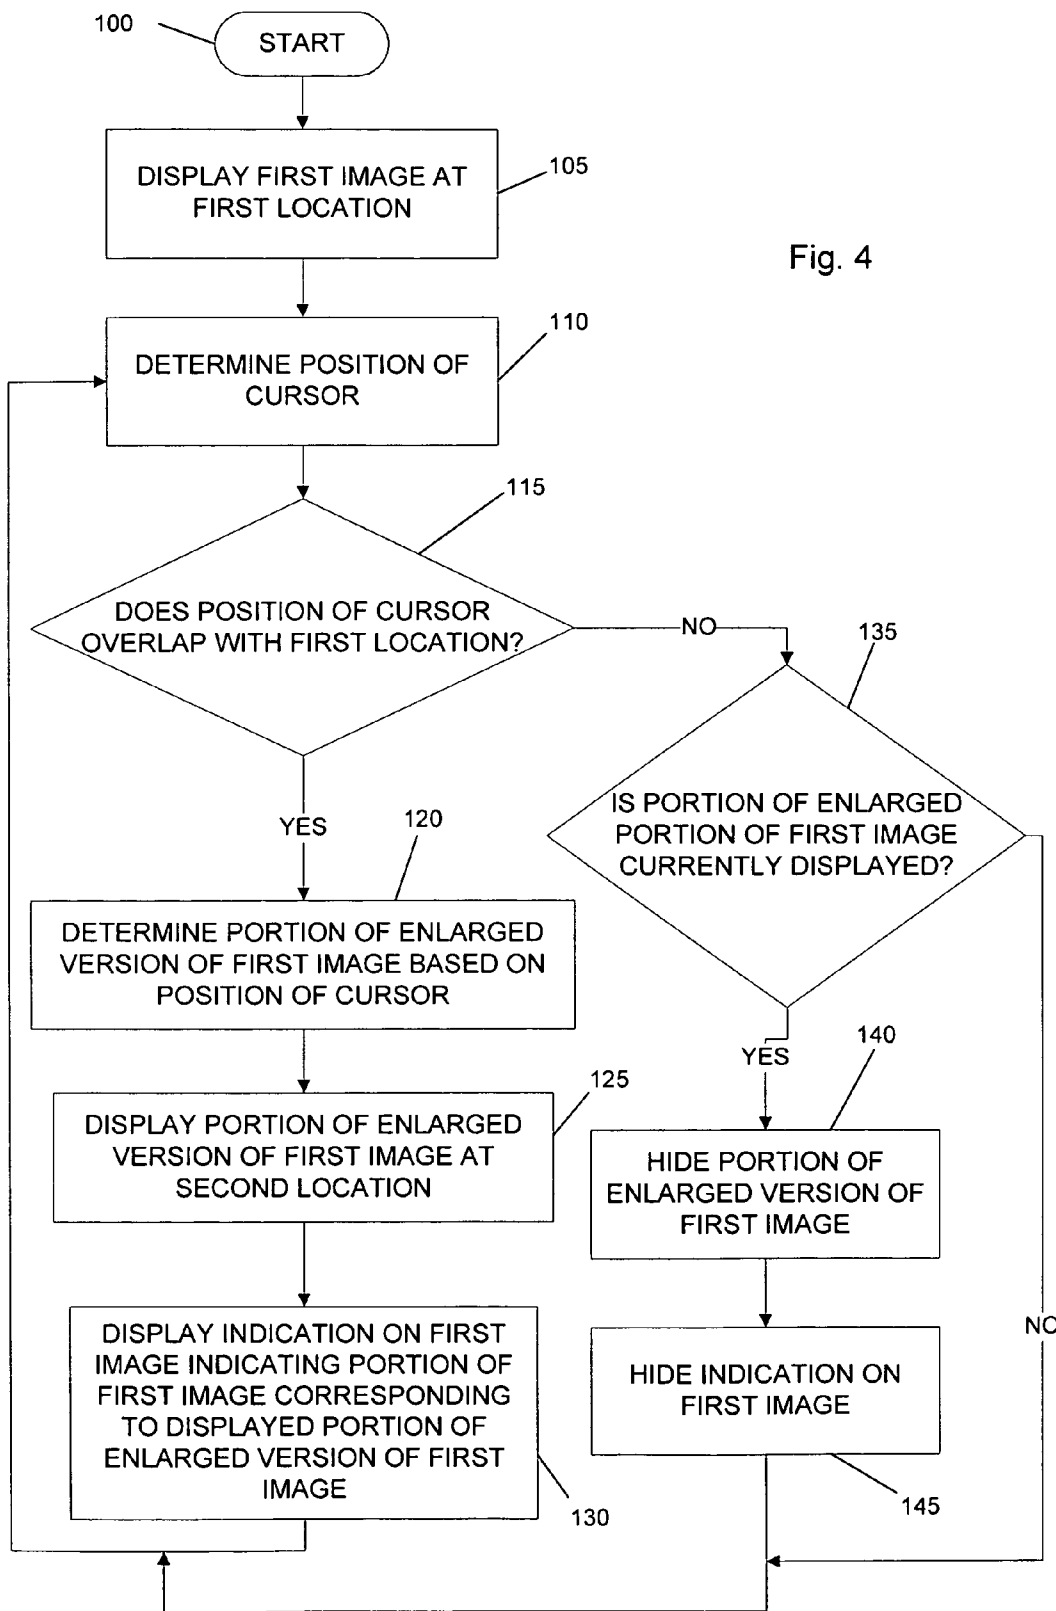 100
START
105
DISPLAY FIRST IMAGE AT
FIRST LOCATION
Fig. 4
110
DETERMINE POSITION OF
CURSOR
115
DOES POSITION OF CURSOR
OVERLAP WITH FIRST LOCATION?
NO
135
IS PORTION OF ENLARGED
PORTION OF FIRST IMAGE
CURRENTLY DISPLAYED?
YES
120
DETERMINE PORTION OF ENLARGED
VERSION OF FIRST IMAGE BASED ON
POSITION OF CURSOR
YES
140
125
DISPLAY PORTION OF ENLARGED
VERSION OF FIRST IMAGE AT
SECOND LOCATION
HIDE PORTION OF
ENLARGED VERSION OF
FIRST IMAGE
NO
DISPLAY INDICATION ON FIRST
IMAGE INDICATING PORTION OF
FIRST IMAGE CORRESPONDING
TO DISPLAYED PORTION OF
ENLARGED VERSION OF FIRST
IMAGE
130
HIDE INDICATION ON
FIRST IMAGE
145